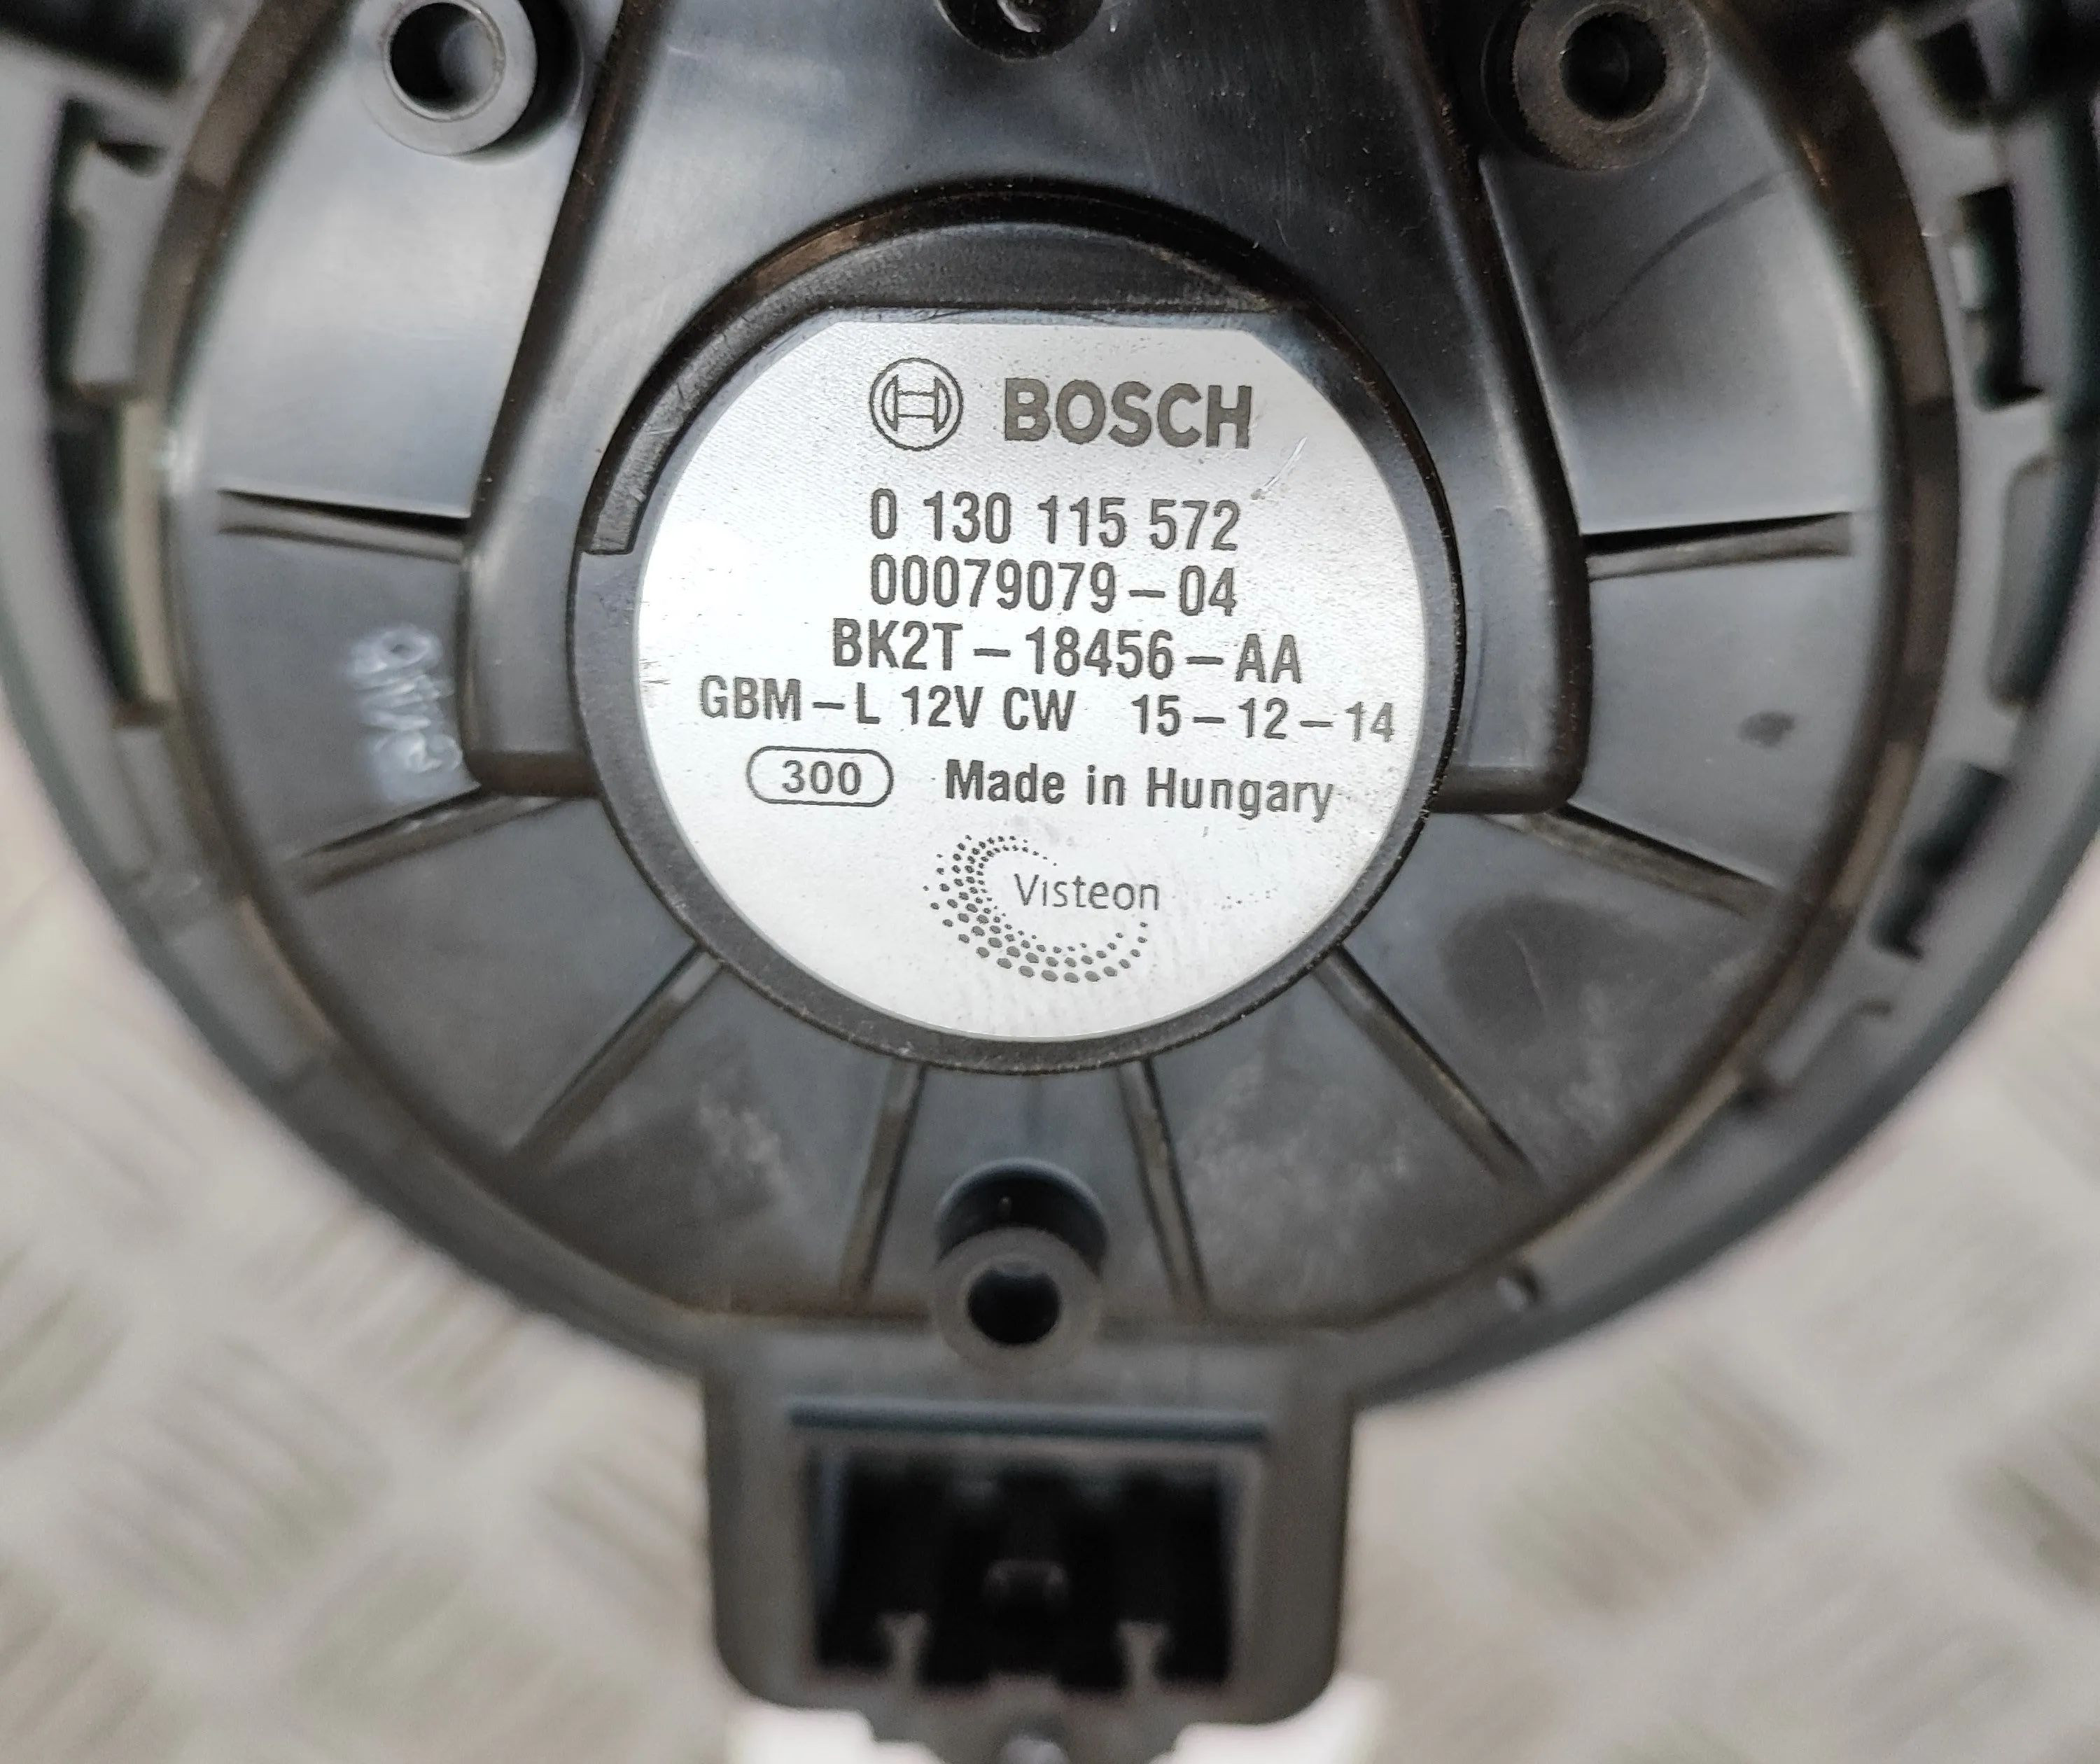 BOSCH
0 130 115 572
00079079-04
BK2T-18456-AA
GBM-L 12V CW 15-12-14
300 Made in Hungary
Visteon